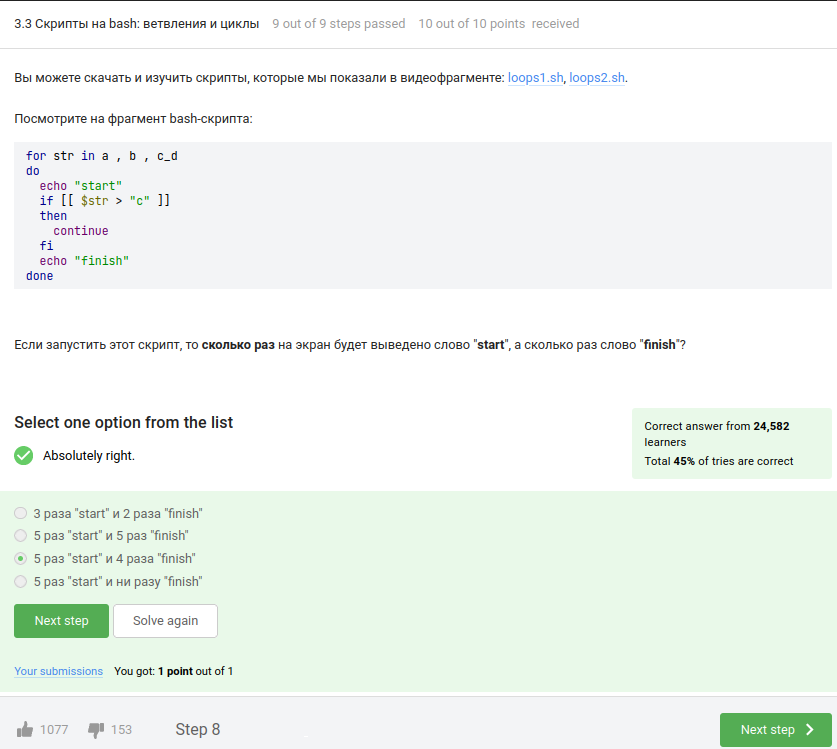 3.3 Скрипты на bash: ветвления и циклы 9 out of 9 steps passed 10 out of 10 points received
Вы можете скачать и изучить скрипты, которые мы показали в видеофрагменте: loops1.sh, loops2.sh.
Посмотрите на фрагмент bash-скрипта:
for str in a , b , c_d
do
  echo "start"
  if [[ $str > "c" ]]
  then
    continue
  fi
  echo "finish"
done
Если запустить этот скрипт, то сколько раз на экран будет выведено слово "start", а сколько раз слово "finish"?
Select one option from the list
Absolutely right.
Correct answer from 24,582
learners
Total 45% of tries are correct
3 раза "start" и 2 раза "finish"
5 раз "start" и 5 раз "finish"
5 раз "start" и 4 раза "finish"
5 раз "start" и ни разу "finish"
Next step Solve again
Your submissions You got: 1 point out of 1
1077 153 Step 8 Next step